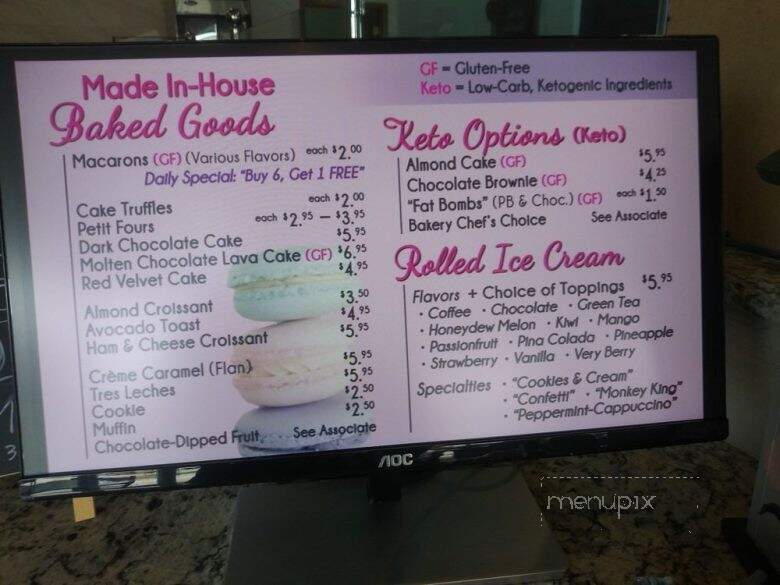 Made In-House
Baked Goods
Macarons (GF) (Various Flavors) each $2.00
Daily Special: "Buy 6, Get 1 FREE"
Cake Truffles each $2.00
Petit Fours each $2.95 – $3.95
Dark Chocolate Cake $5.95
Molten Chocolate Lava Cake (GF) $6.95
Red Velvet Cake $4.95
Almond Croissant $3.50
Avocado Toast $4.95
Ham & Cheese Croissant $5.95
Crème Caramel (Flan) $5.95
Tres Leches $5.95
Cookie $2.50
Muffin $2.50
Chocolate-Dipped Fruit See Associate
GF = Gluten-Free
Keto = Low-Carb, Ketogenic Ingredients
Keto Options (Keto)
Almond Cake (GF) $5.95
Chocolate Brownie (GF) $4.25
"Fat Bombs" (PB & Choc.) (GF) each $1.50
Bakery Chef's Choice See Associate
Rolled Ice Cream
Flavors + Choice of Toppings $5.95
• Coffee • Chocolate • Green Tea
• Honeydew Melon • Kiwi • Mango
• Passionfruit • Pina Colada • Pineapple
• Strawberry • Vanilla • Very Berry
Specialties • "Cookies & Cream"
• "Confetti" • "Monkey King"
• "Peppermint-Cappuccino"
AOC
menupix